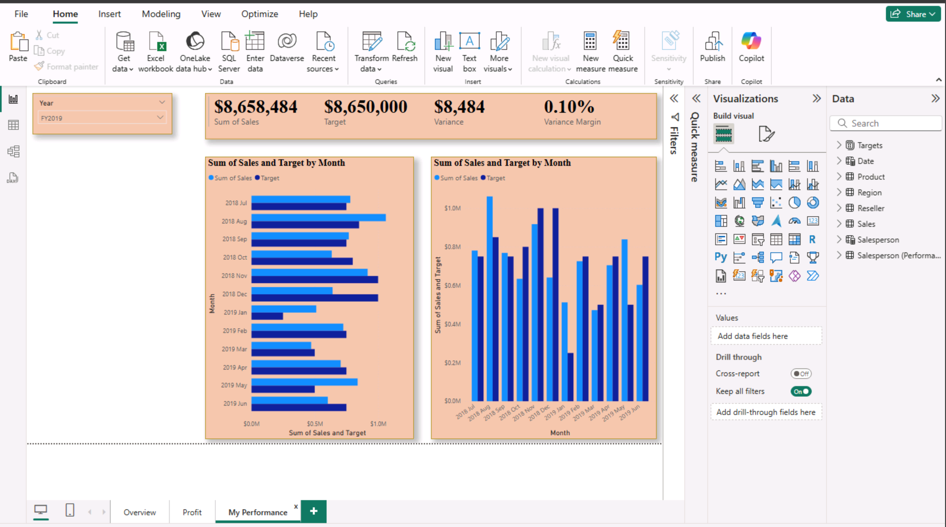 File Home Insert Modeling View Optimize Help Share
Paste Cut Copy Format painter
Get data Excel workbook OneLake data hub SQL Server Enter data Dataverse Recent sources
Transform data Refresh
New visual Text box More visuals
New visual calculation New measure Quick measure
Sensitivity Publish Copilot
Clipboard Data Queries Insert Calculations Sensitivity Share Copilot
Year
FY2019
$8,658,484 $8,650,000 $8,484 0.10%
Sum of Sales Target Variance Variance Margin
Sum of Sales and Target by Month
Sum of Sales Target
Month
2018 Jul
2018 Aug
2018 Sep
2018 Oct
2018 Nov
2018 Dec
2019 Jan
2019 Feb
2019 Mar
2019 Apr
2019 May
2019 Jun
$0.0M $0.5M $1.0M
Sum of Sales and Target
Sum of Sales and Target by Month
Sum of Sales Target
Sum of Sales and Target
$1.0M
$0.8M
$0.6M
$0.4M
$0.2M
$0.0M
2018 Jul 2018 Aug 2018 Sep 2018 Oct 2018 Nov 2018 Dec 2019 Jan 2019 Feb 2019 Mar 2019 Apr 2019 May 2019 Jun
Month
Filters
Quick measure
Visualizations
Build visual
R
Py
123
...
Values
Add data fields here
Drill through
Cross-report Off
Keep all filters On
Add drill-through fields here
Data
Search
Targets
Date
Product
Region
Reseller
Sales
Salesperson
Salesperson (Performa...
Overview Profit My Performance x +